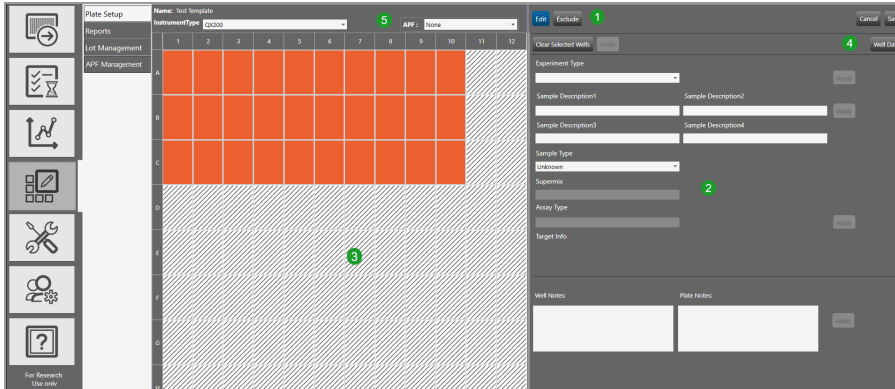 Plate Setup
Reports
Lot Management
APF Management
For Research
Use only
Name: Test Template
InstrumentType QX200 5 APF: None
1 2 3 4 5 6 7 8 9 10 11 12
A
B
C
D
E
F
G
H
3
Edit Exclude 1 Cancel
Clear Selected Wells Undo 4 Well Da
Experiment Type
Apply
Sample Description1 Sample Description2
Apply
Sample Description3 Sample Description4
Sample Type
Unknown
2
Supermix
Assay Type
Apply
Target Info
Well Notes: Plate Notes:
Apply
?